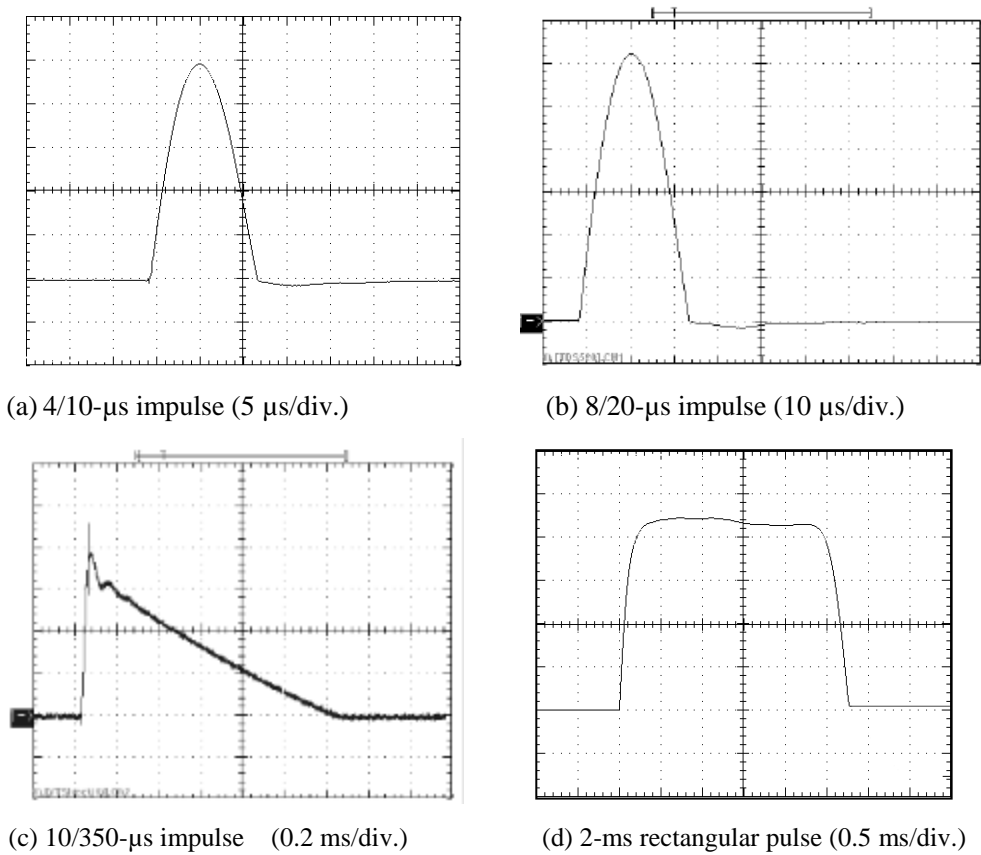 (a) 4/10-µs impulse (5 µs/div.)
(b) 8/20-µs impulse (10 µs/div.)
(c) 10/350-µs impulse (0.2 ms/div.)
(d) 2-ms rectangular pulse (0.5 ms/div.)